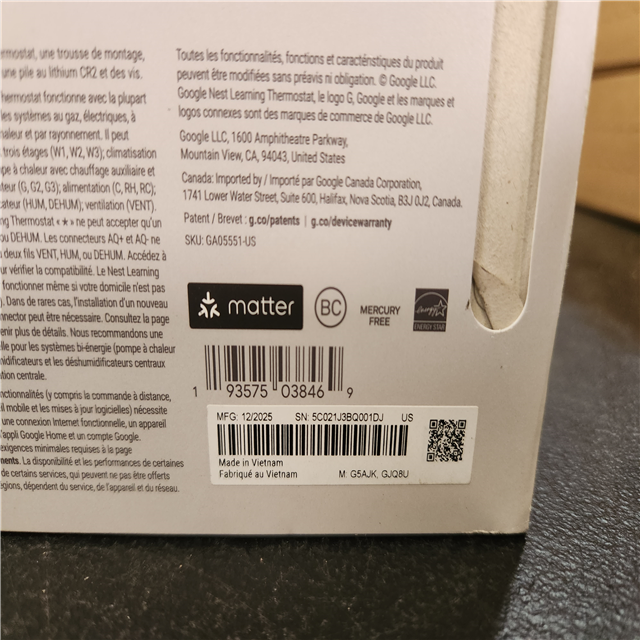 ermostat, une trousse de montage,
une pile au lithium CR2 et des vis.
hermostat fonctionne avec la plupart
es systèmes au gaz, électriques, à
haleur et par rayonnement. Il peut
trois étages (W1, W2, W3); climatisation
pe à chaleur avec chauffage auxiliaire et
teur (G, G2, G3); alimentation (C, RH, RC);
cateur (HUM, DEHUM); ventilation (VENT).
ng Thermostat « ★ » ne peut accepter qu'un
ou DEHUM. Les connecteurs AQ+ et AQ- ne
deux fils VENT, HUM, ou DEHUM. Accédez à
ur vérifier la compatibilité. Le Nest Learning
fonctionner même si votre domicile n'est pas
). Dans de rares cas, l'installation d'un nouveau
nnector peut être nécessaire. Consultez la page
enir plus de détails. Nous recommandons une
lle pour les systèmes bi-énergie (pompe à chaleur
midificateurs et les déshumidificateurs centraux
tion centrale.
nctionnalités (y compris la commande à distance,
il mobile et les mises à jour logicielles) nécessite
une connexion Internet fonctionnelle, un appareil
l'appli Google Home et un compte Google.
exigences minimales requises à la page
ments. La disponibilité et les performances de certaines
de certains services, qui peuvent ne pas être offerts
égions, dépendent du service, de l'appareil et du réseau.
Toutes les fonctionnalités, fonctions et caractéristiques du produit
peuvent être modifiées sans préavis ni obligation. © Google LLC.
Google Nest Learning Thermostat, le logo G, Google et les marques et
logos connexes sont des marques de commerce de Google LLC.
Google LLC, 1600 Amphitheatre Parkway,
Mountain View, CA, 94043, United States
Canada: Imported by / Importé par Google Canada Corporation,
1741 Lower Water Street, Suite 600, Halifax, Nova Scotia, B3J 0J2, Canada.
Patent / Brevet : g.co/patents | g.co/devicewarranty
SKU: GA05551-US
matter
BC
MERCURY
FREE
energy
ENERGY STAR
1 93575 03846 9
MFG: 12/2025 SN: 5C021J3BQ001DJ US
Made in Vietnam
Fabriqué au Vietnam M: G5AJK, GJQ8U